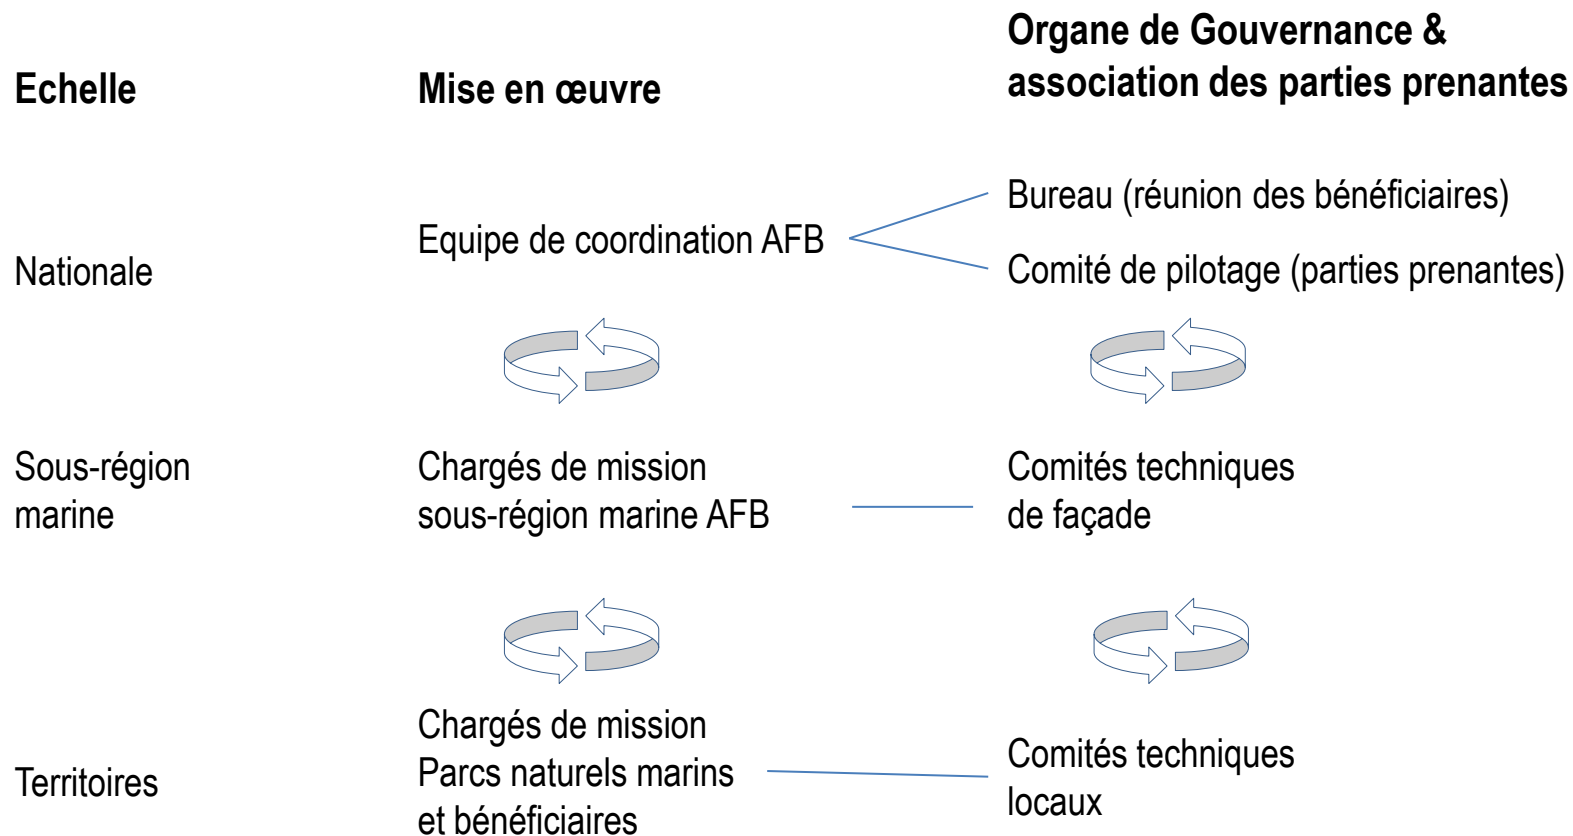 Echelle
Mise en œuvre
Organe de Gouvernance &
association des parties prenantes
Nationale
Equipe de coordination AFB
Bureau (réunion des bénéficiaires)
Comité de pilotage (parties prenantes)
Sous-région
marine
Chargés de mission
sous-région marine AFB
Comités techniques
de façade
Territoires
Chargés de mission
Parcs naturels marins
et bénéficiaires
Comités techniques
locaux